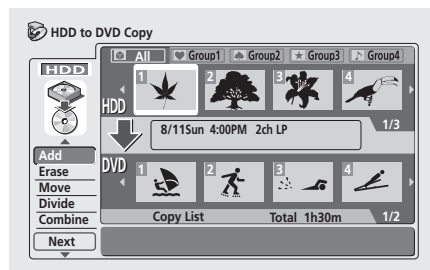 HDD to DVD Copy
All Group1 Group2 Group3 Group4
HDD
HDD
1 2 3 4
8/11Sun 4:00PM 2ch LP
1/3
DVD
1 2 3 4
Add
Erase
Move
Divide
Combine
Copy List Total 1h30m 1/2
Next